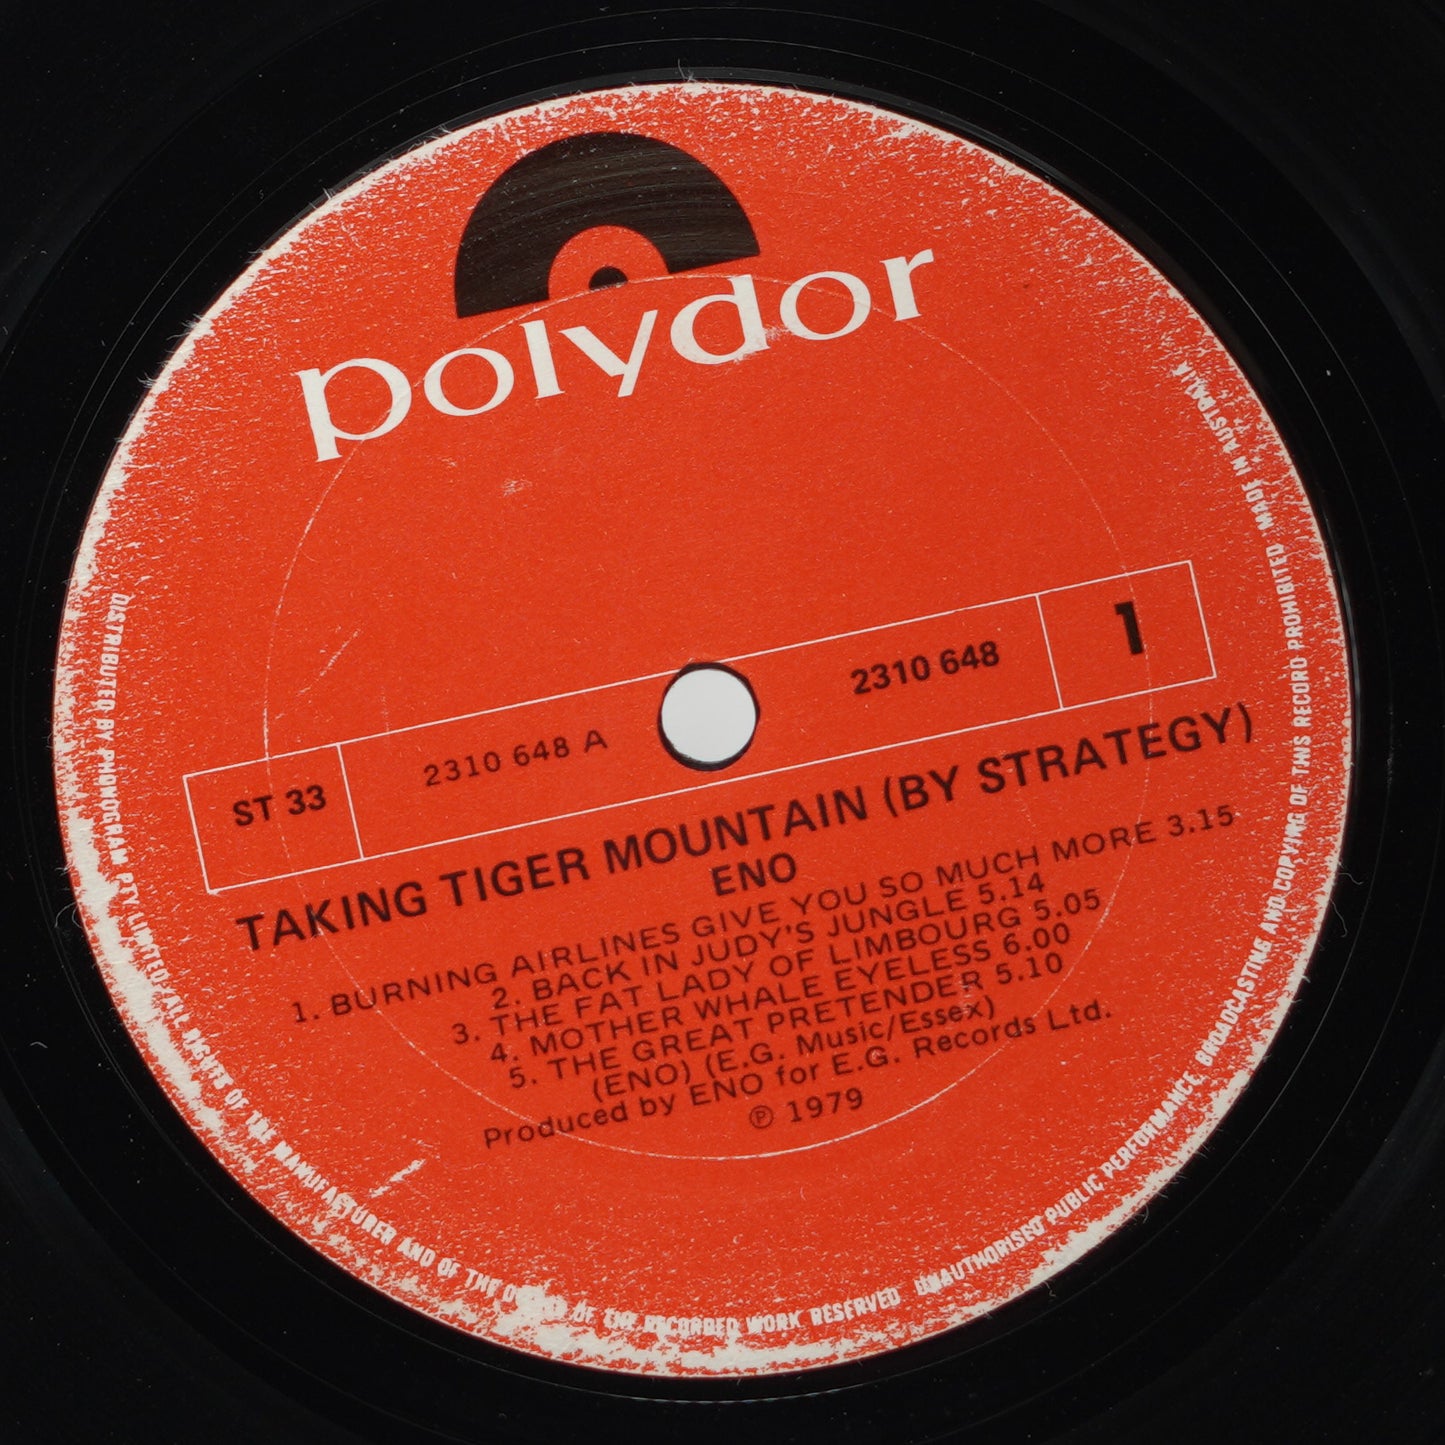 polydor
ST 33 2310 648 A 2310 648 1
TAKING TIGER MOUNTAIN (BY STRATEGY)
ENO
1. BURNING AIRLINES GIVE YOU SO MUCH MORE 3.15
2. BACK IN JUDY'S JUNGLE 5.14
3. THE FAT LADY OF LIMBOURG 5.05
4. MOTHER WHALE EYELESS 6.00
5. THE GREAT PRETENDER 5.10
(ENO) (E.G. Music/Essex)
Produced by ENO for E.G. Records Ltd.
℗ 1979
DISTRIBUTED BY PHONOGRAM PTY. LIMITED. ALL RIGHTS OF THE MANUFACTURER AND OF THE OWNER OF THE RECORDED WORK RESERVED UNAUTHORISED PUBLIC PERFORMANCE, BROADCASTING AND COPYING OF THIS RECORD PROHIBITED MADE IN AUSTRALIA